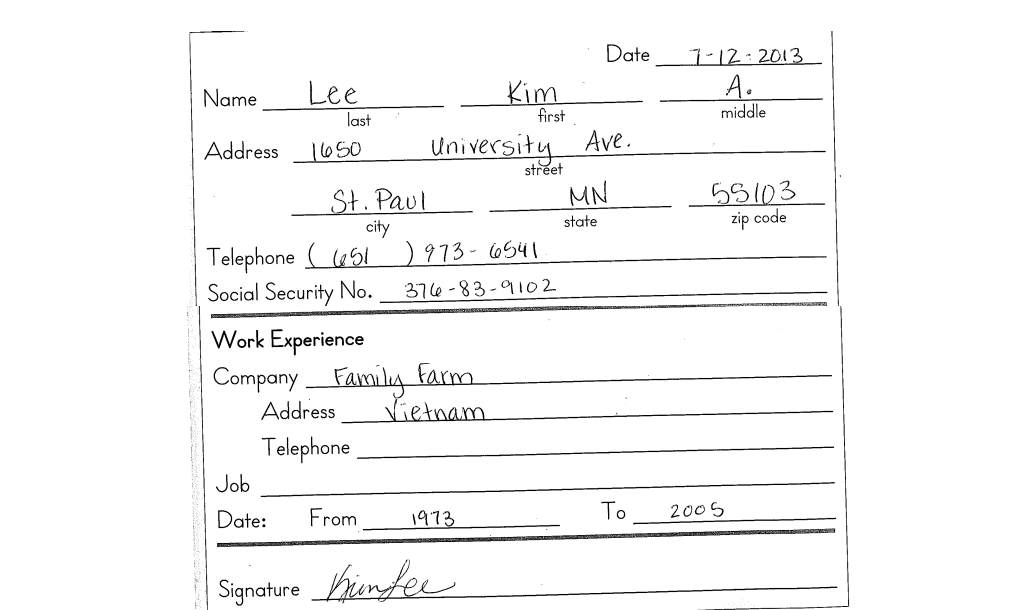 Date 7-12-2013
Name Lee Kim A.
last first middle
Address 1650 University Ave.
street
St. Paul MN 55103
city state zip code
Telephone ( 651 ) 973-6541
Social Security No. 376-83-9102
Work Experience
Company Family Farm
Address Vietnam
Telephone
Job
Date: From 1973 To 2005
Signature Kim Lee